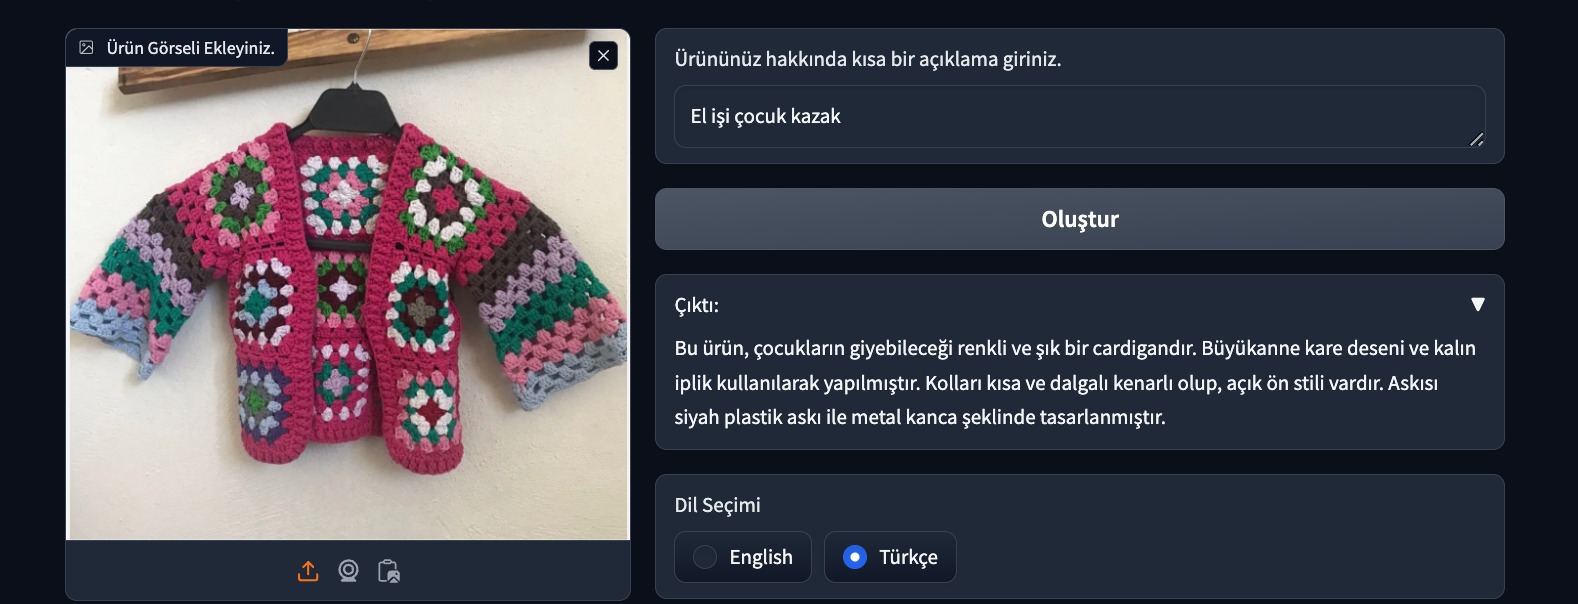 Ürün Görseli Ekleyiniz.
Ürününüz hakkında kısa bir açıklama giriniz.
El işi çocuk kazak
Oluştur
Çıktı:
Bu ürün, çocukların giyebileceği renkli ve şık bir cardigandır. Büyükanne kare deseni ve kalın
iplik kullanılarak yapılmıştır. Kolları kısa ve dalgalı kenarlı olup, açık ön stili vardır. Askısı
siyah plastik askı ile metal kanca şeklinde tasarlanmıştır.
Dil Seçimi
English
Türkçe